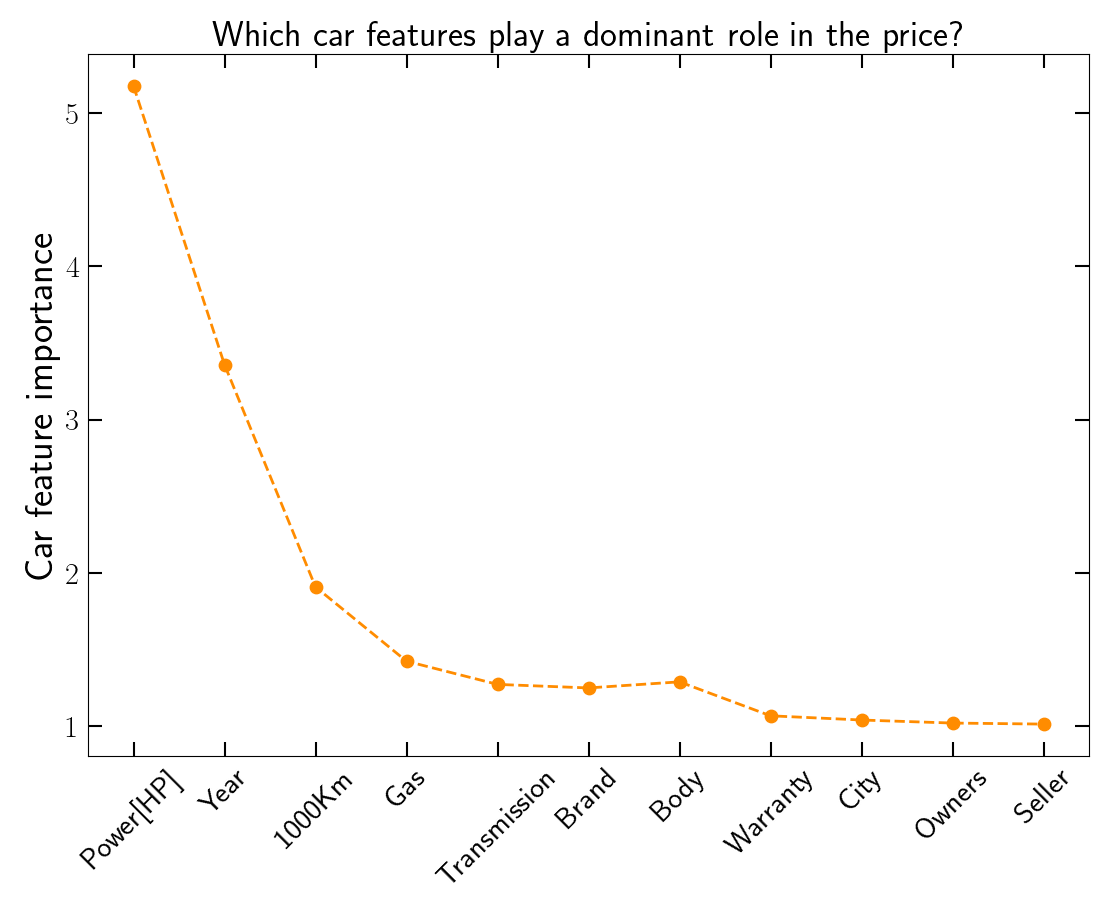 Which car features play a dominant role in the price?
Car feature importance
5
4
3
2
1
Power[HP]
Year
1000Km
Gas
Transmission
Brand
Body
Warranty
City
Owners
Seller